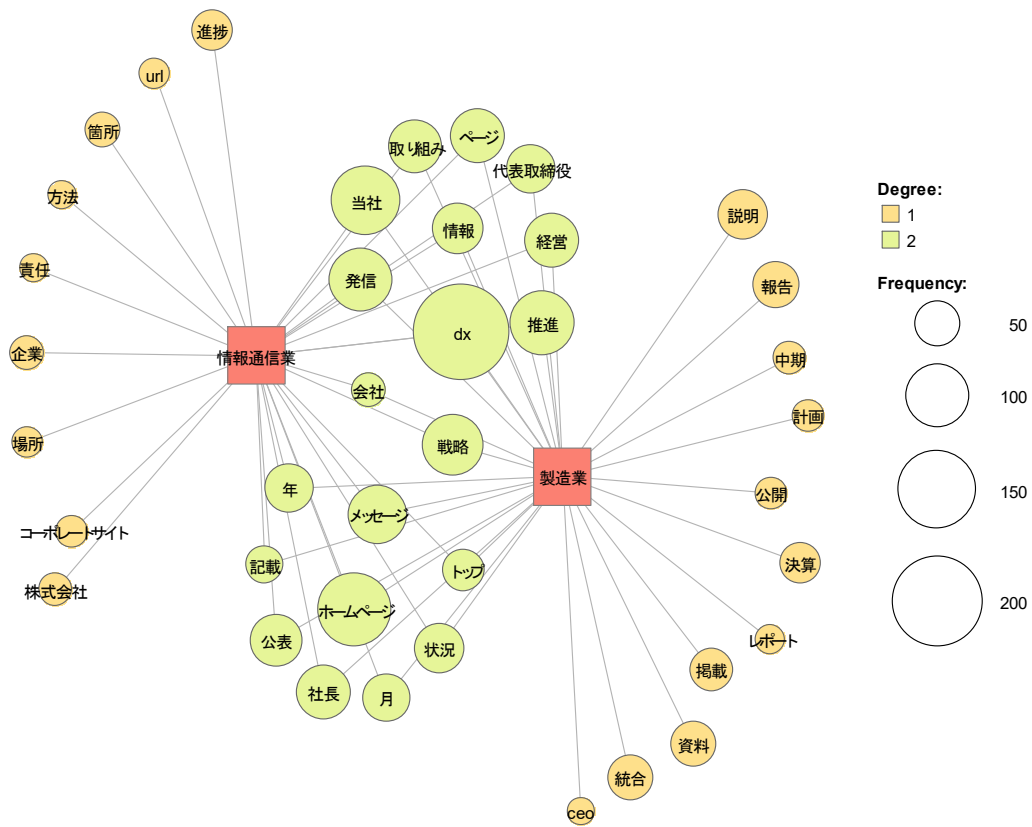 進捗
url
箇所
方法
責任
企業
場所
コーポレートサイト
株式会社
情報通信業
取り組み
ページ
代表取締役
当社
情報
経営
発信
dx
推進
会社
戦略
年
メッセージ
記載
トップ
ホームページ
公表
状況
社長
月
製造業
説明
報告
中期
計画
公開
決算
レポート
掲載
資料
統合
ceo
Degree:
1
2
Frequency:
50
100
150
200